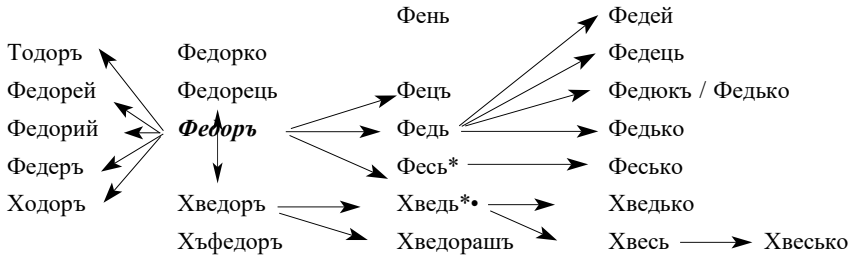 Фень Федей
Тодоръ Федорко Федець
Федорей Федорець Фецъ Федюкъ / Федько
Федорий Федоръ Федь Федько
Федеръ Фесь* Фесько
Ходоръ Хведоръ Хведь*• Хведько
Хъфедоръ Хведорашъ Хвесь Хвесько